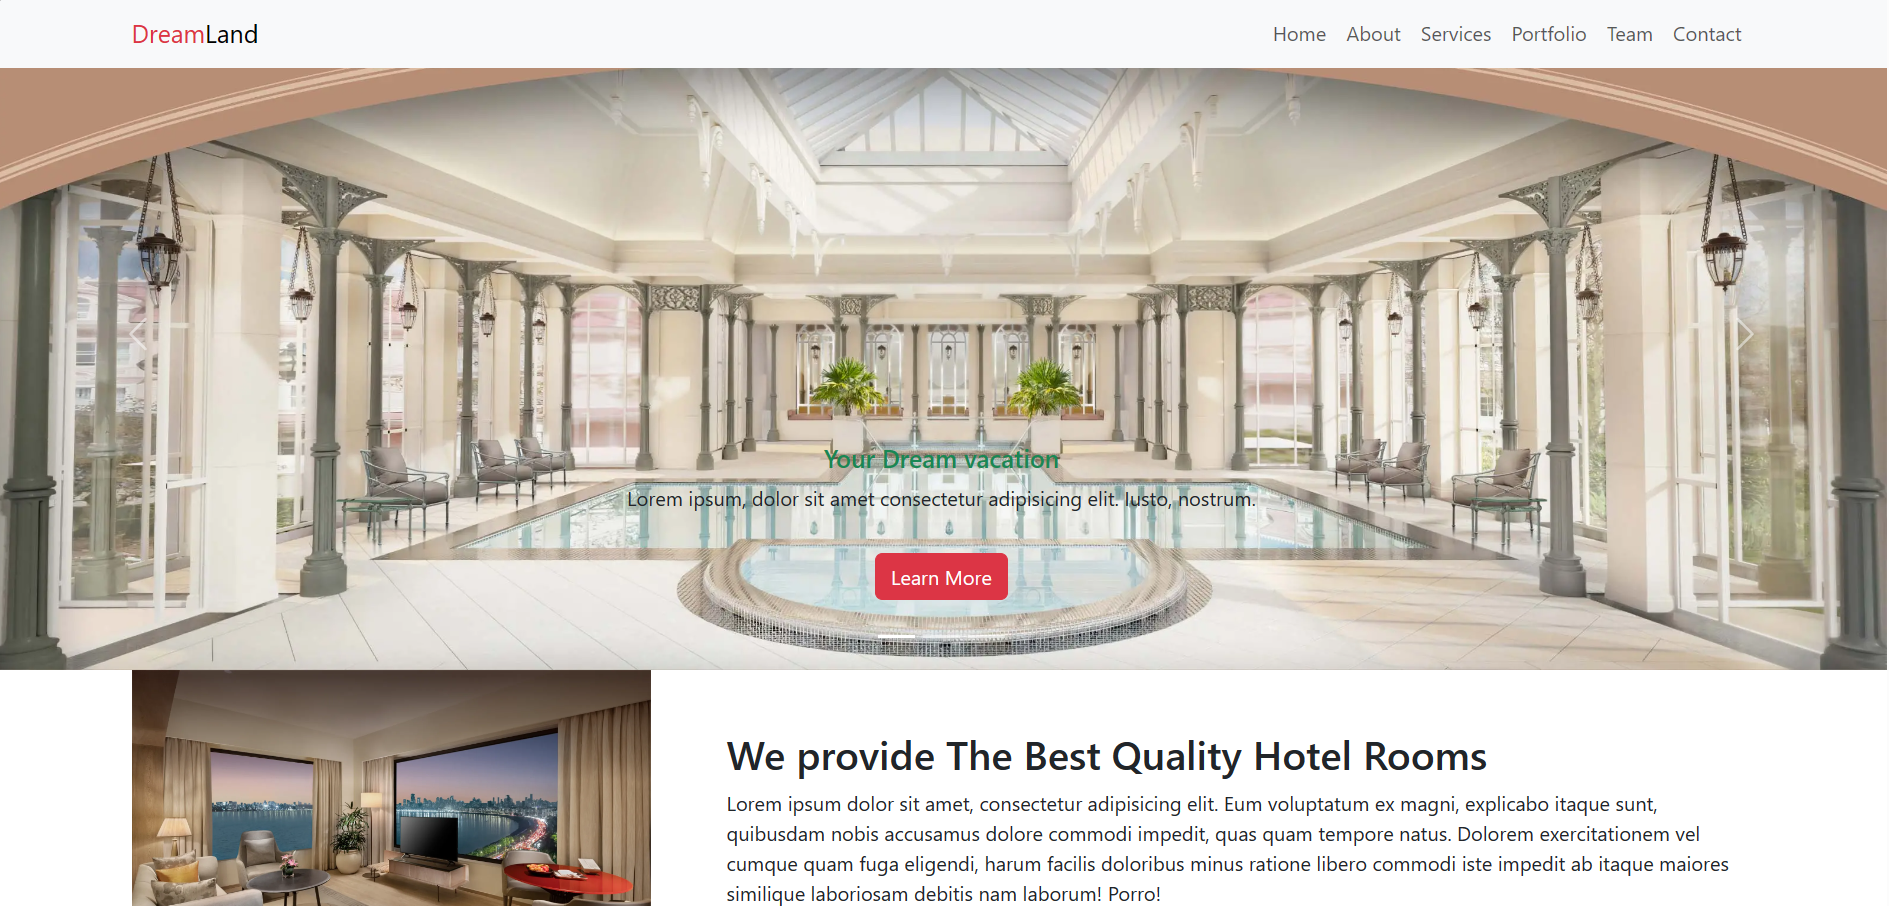 DreamLand
Home About Services Portfolio Team Contact
Your Dream vacation
Lorem ipsum, dolor sit amet consectetur adipisicing elit. Iusto, nostrum.
Learn More
We provide The Best Quality Hotel Rooms
Lorem ipsum dolor sit amet, consectetur adipisicing elit. Eum voluptatum ex magni, explicabo itaque sunt,
quibusdam nobis accusamus dolore commodi impedit, quas quam tempore natus. Dolorem exercitationem vel
cumque quam fuga eligendi, harum facilis doloribus minus ratione libero commodi iste impedit ab itaque maiores
similique laboriosam debitis nam laborum! Porro!